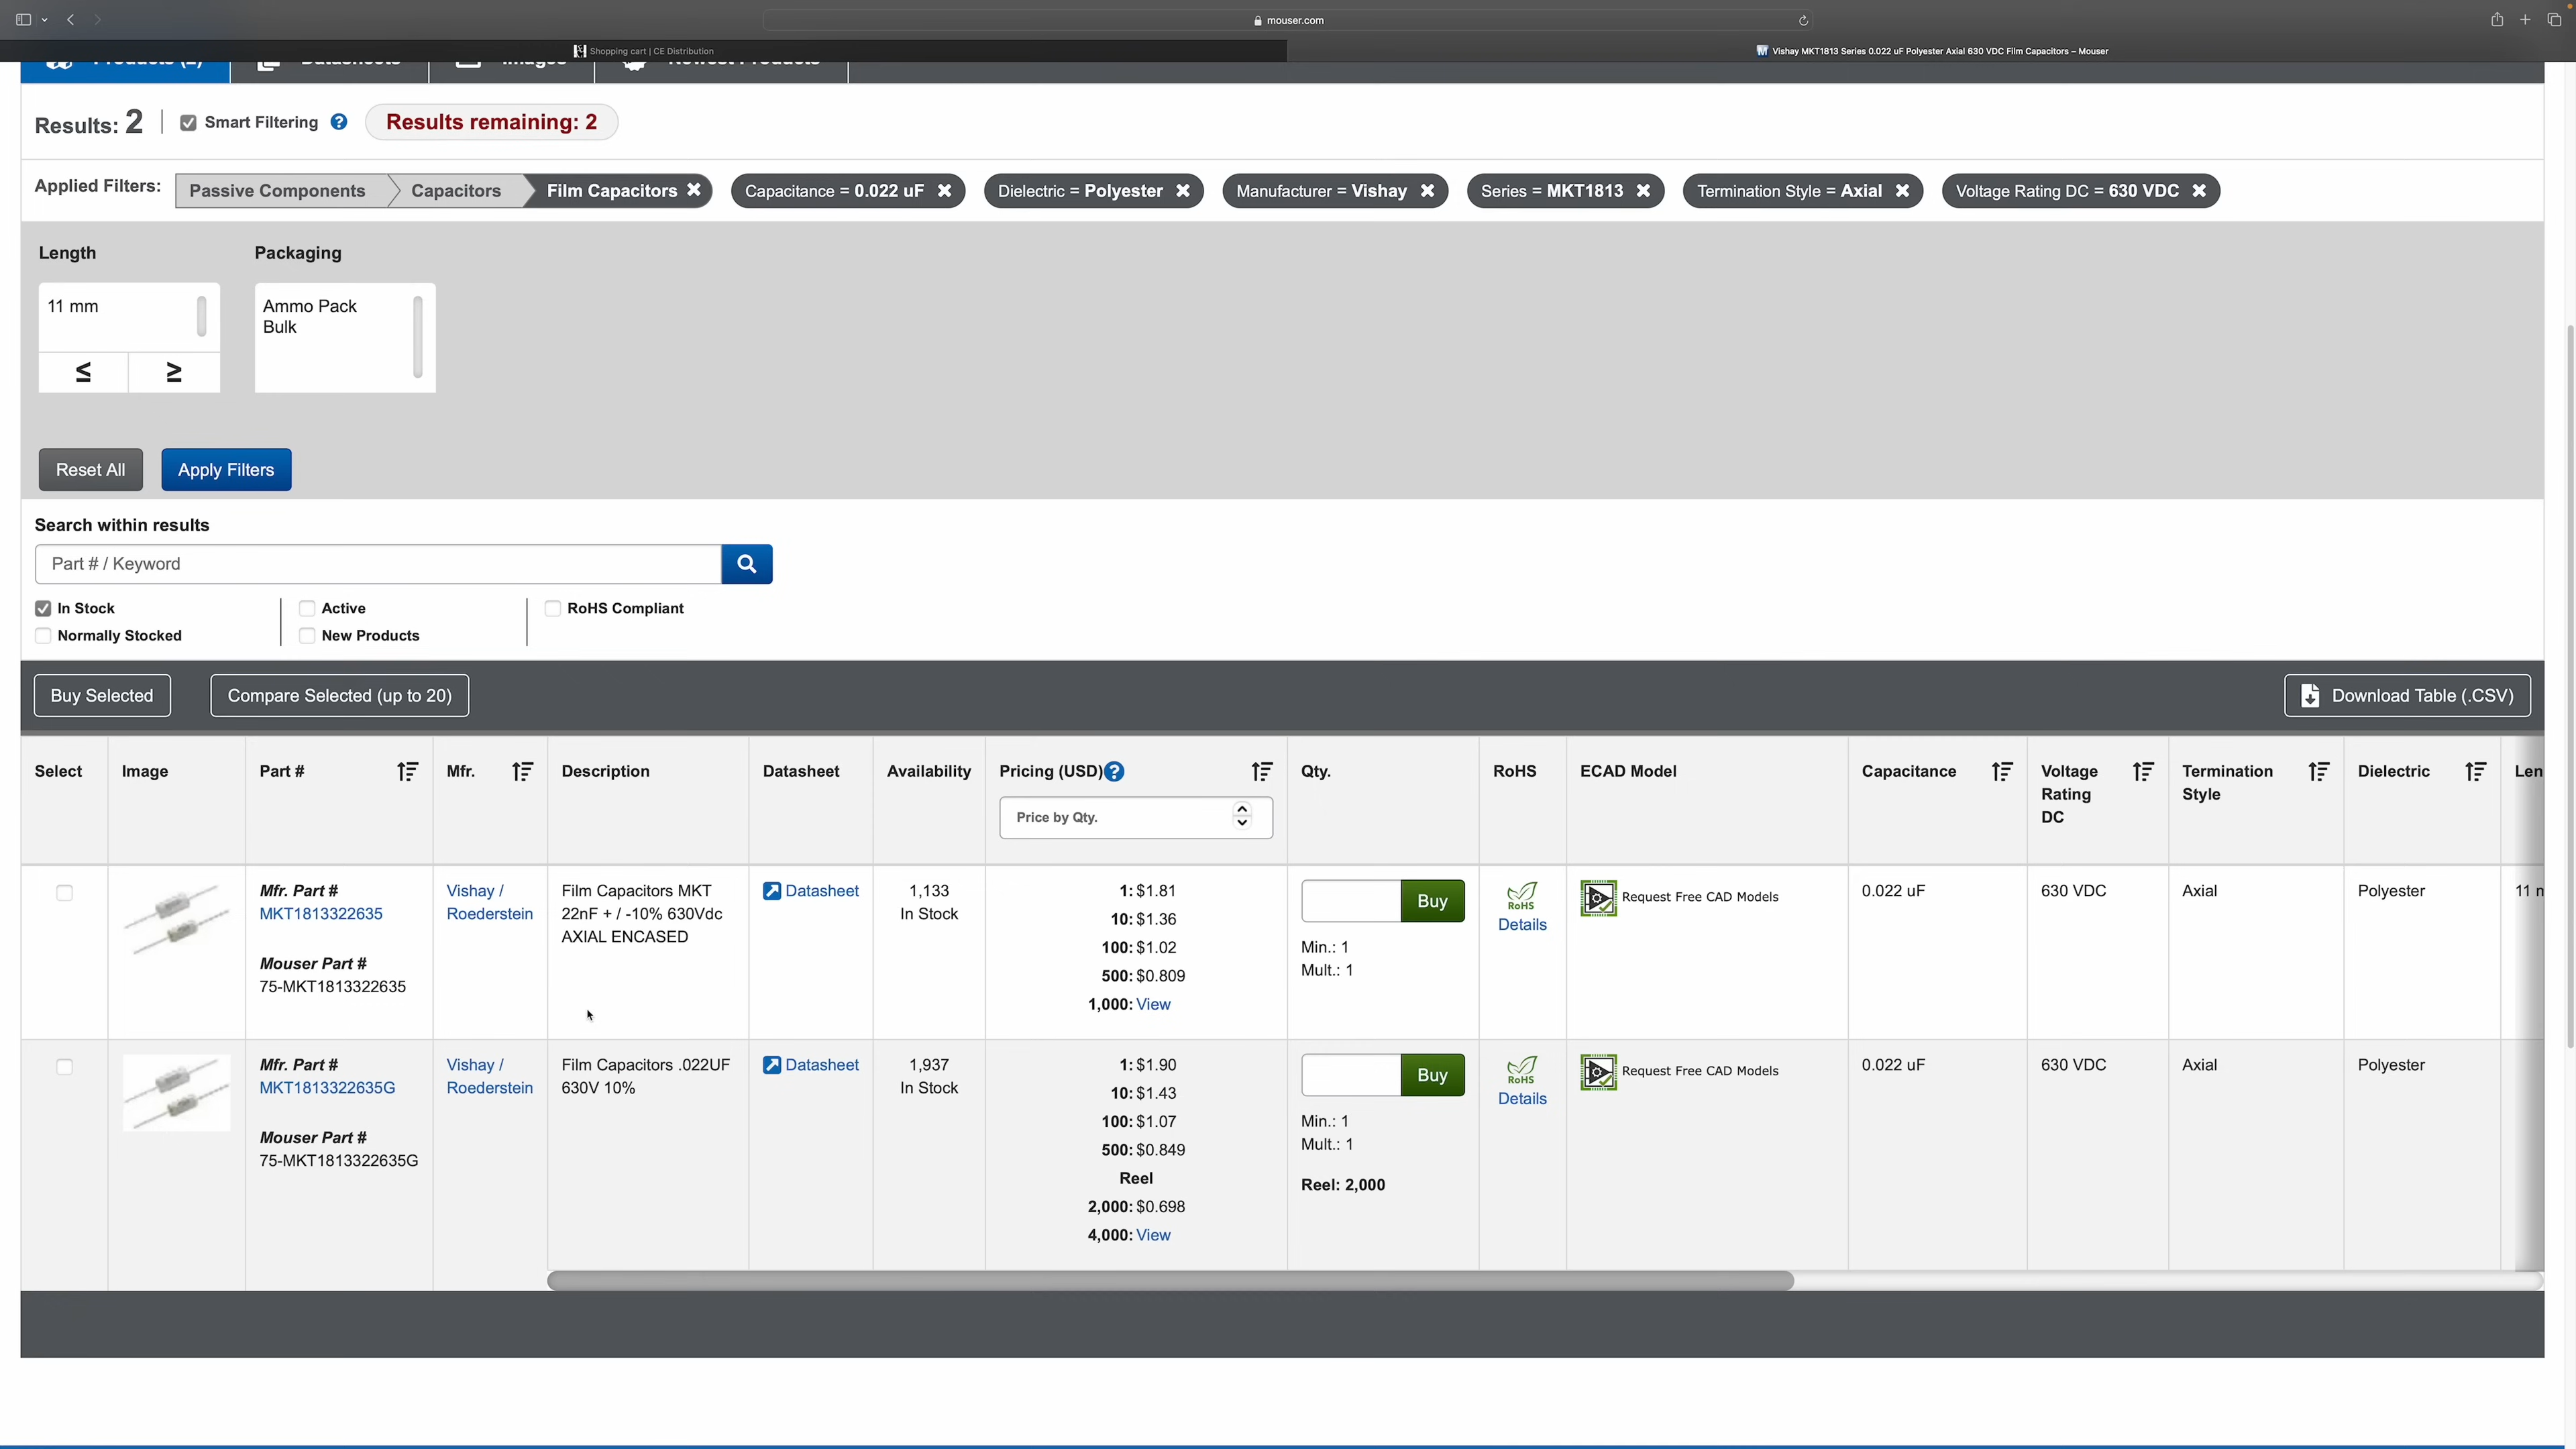 mouser.com
Shopping cart | CE Distribution
Vishay MKT1813 Series 0.022 uF Polyester Axial 630 VDC Film Capacitors – Mouser
Products (2) Datasheets Images Newest Products
Results: 2 Smart Filtering Results remaining: 2
Applied Filters: Passive Components Capacitors Film Capacitors Capacitance = 0.022 uF Dielectric = Polyester Manufacturer = Vishay Series = MKT1813 Termination Style = Axial Voltage Rating DC = 630 VDC
Length Packaging
11 mm
≤ ≥
Ammo Pack
Bulk
Reset All Apply Filters
Search within results
Part # / Keyword
In Stock Active RoHS Compliant
Normally Stocked New Products
Buy Selected Compare Selected (up to 20) Download Table (.CSV)
Select Image Part # Mfr. Description Datasheet Availability Pricing (USD) Qty. RoHS ECAD Model Capacitance Voltage Rating DC Termination Style Dielectric Len
Price by Qty.
Mfr. Part #
MKT1813322635
Mouser Part #
75-MKT1813322635
Vishay /
Roederstein
Film Capacitors MKT
22nF + / -10% 630Vdc
AXIAL ENCASED
Datasheet
1,133
In Stock
1: $1.81
10: $1.36
100: $1.02
500: $0.809
1,000: View
Buy
Min.: 1
Mult.: 1
RoHS
Details
Request Free CAD Models
0.022 uF
630 VDC
Axial
Polyester
11 m
Mfr. Part #
MKT1813322635G
Mouser Part #
75-MKT1813322635G
Vishay /
Roederstein
Film Capacitors .022UF
630V 10%
Datasheet
1,937
In Stock
1: $1.90
10: $1.43
100: $1.07
500: $0.849
Reel
2,000: $0.698
4,000: View
Buy
Min.: 1
Mult.: 1
Reel: 2,000
RoHS
Details
Request Free CAD Models
0.022 uF
630 VDC
Axial
Polyester